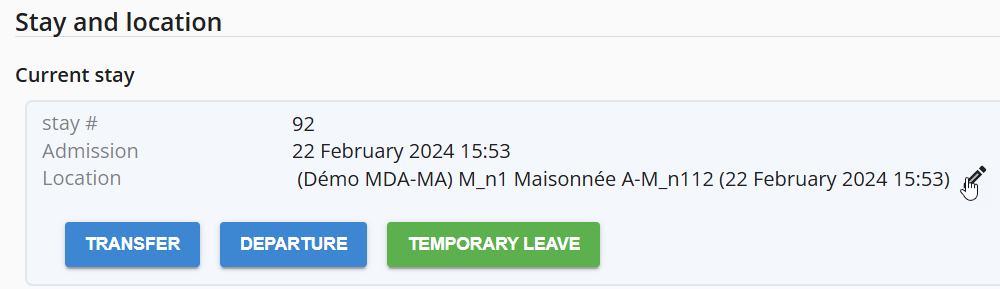 Stay and location
Current stay
stay # 92
Admission 22 February 2024 15:53
Location (Démo MDA-MA) M_n1 Maisonnée A-M_n112 (22 February 2024 15:53)
TRANSFER DEPARTURE TEMPORARY LEAVE